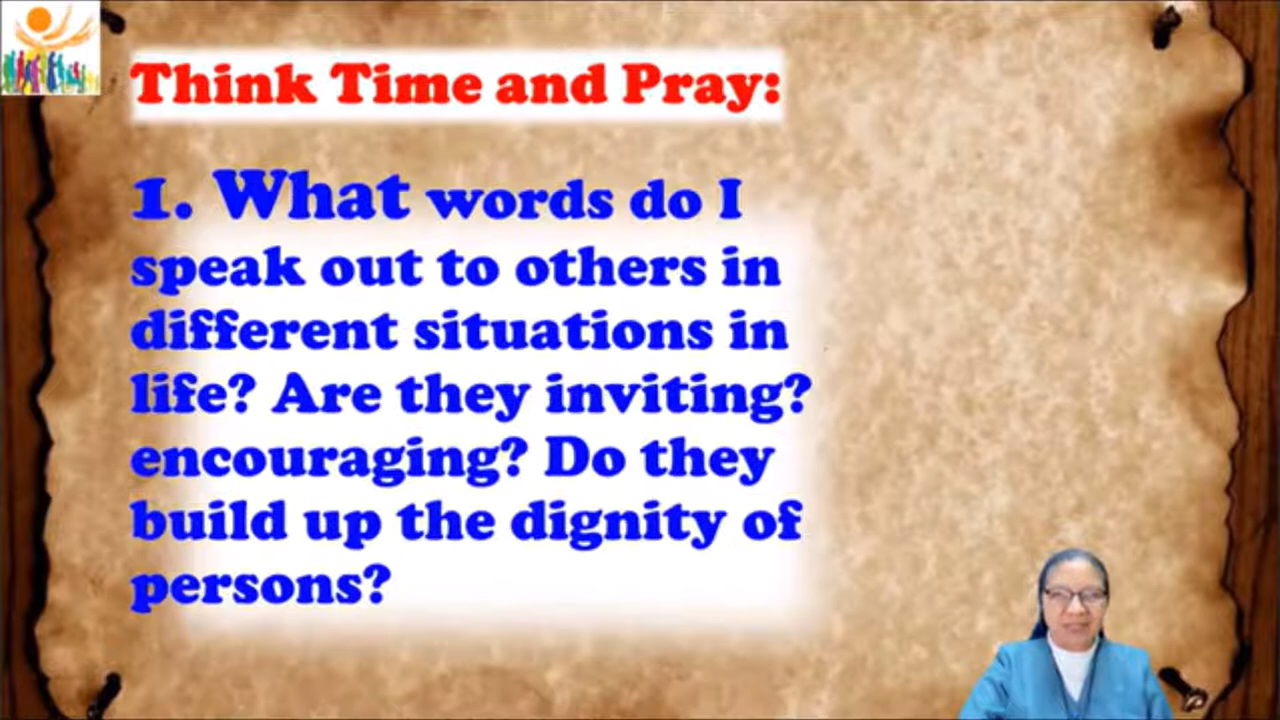 Think Time and Pray:
1. What words do I
speak out to others in
different situations in
life? Are they inviting?
encouraging? Do they
build up the dignity of
persons?